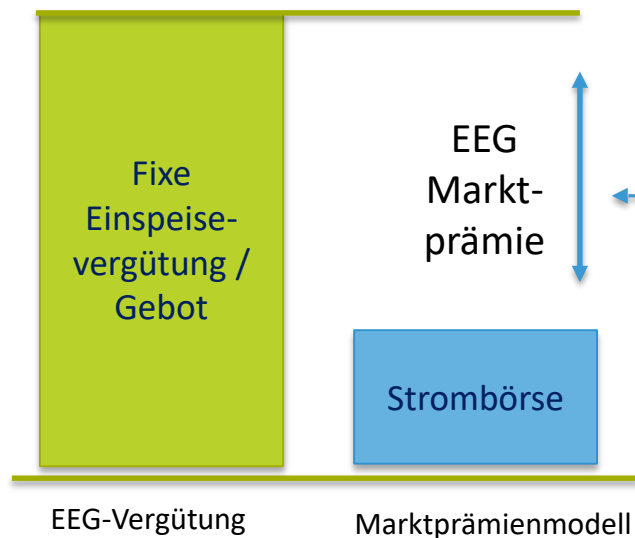 Fixe
Einspeise-
vergütung /
Gebot
EEG
Markt-
prämie
Strombörse
EEG-Vergütung
Marktprämienmodell